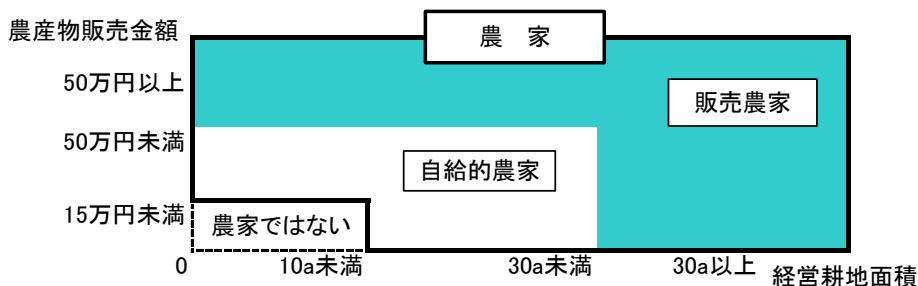 農産物販売金額
農　家
50万円以上
販売農家
50万円未満
自給的農家
15万円未満
農家ではない
0
10a未満
30a未満
30a以上
経営耕地面積